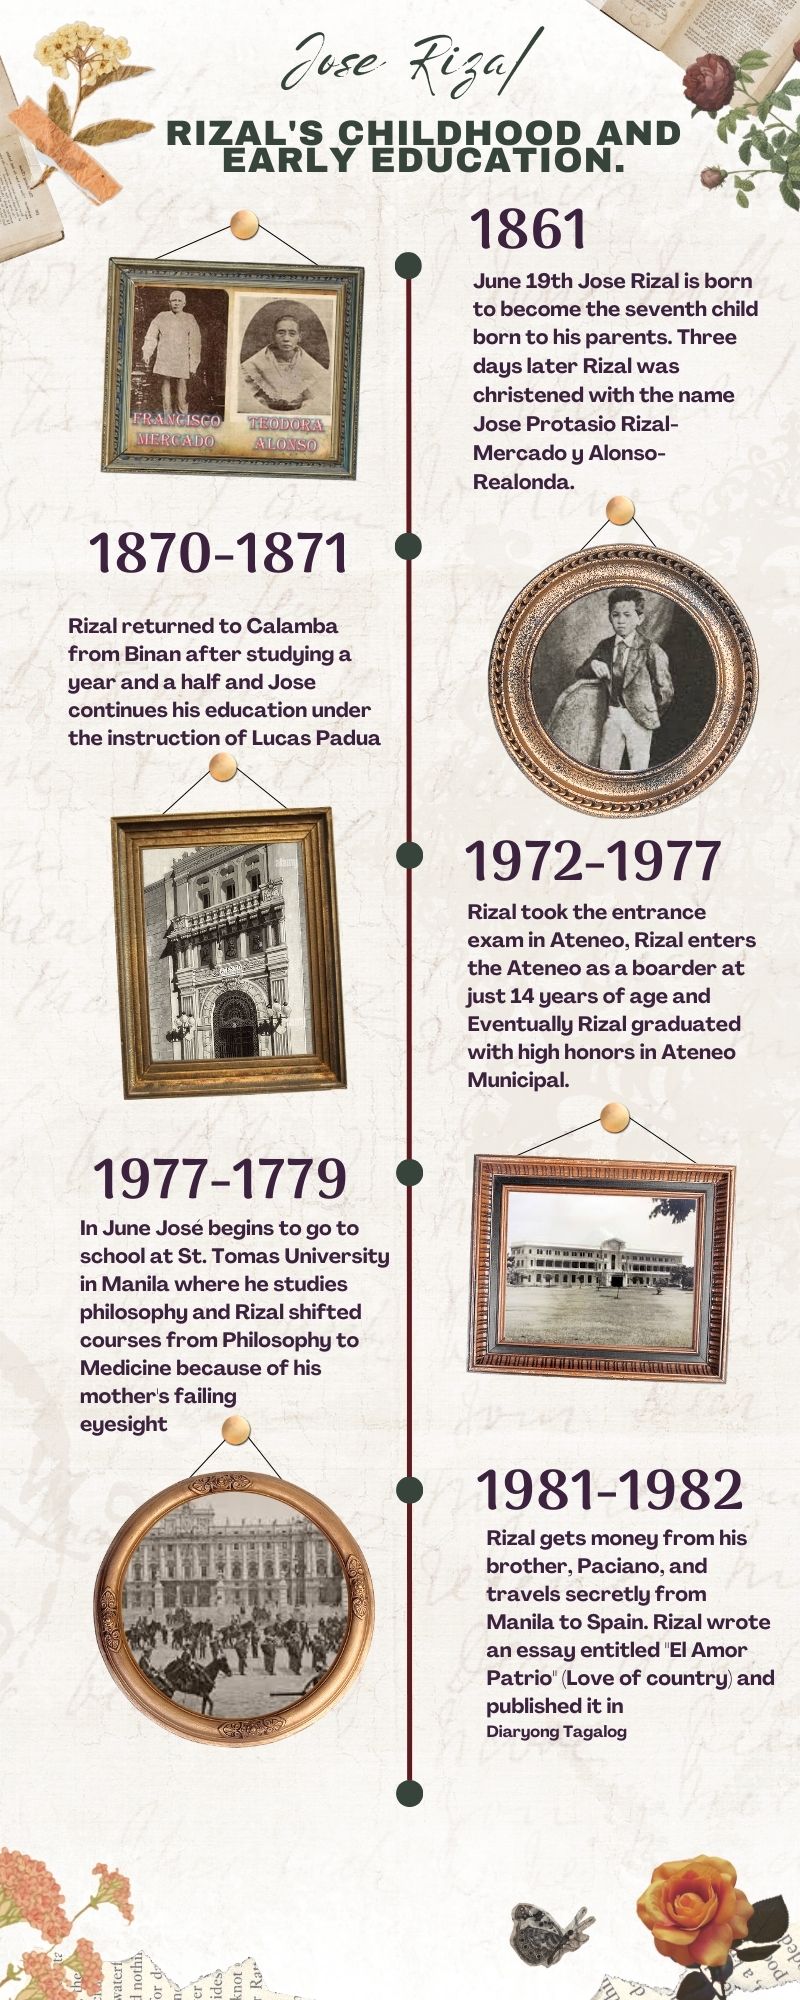 Jose Rizal
RIZAL'S CHILDHOOD AND
EARLY EDUCATION.
1861
June 19th Jose Rizal is born
to become the seventh child
born to his parents. Three
days later Rizal was
christened with the name
Jose Protasio Rizal-
Mercado y Alonso-
Realonda.
FRANCISCO
MERCADO
TEODORA
ALONSO
1870-1871
Rizal returned to Calamba
from Binan after studying a
year and a half and Jose
continues his education under
the instruction of Lucas Padua
1972-1977
Rizal took the entrance
exam in Ateneo, Rizal enters
the Ateneo as a boarder at
just 14 years of age and
Eventually Rizal graduated
with high honors in Ateneo
Municipal.
1977-1779
In June José begins to go to
school at St. Tomas University
in Manila where he studies
philosophy and Rizal shifted
courses from Philosophy to
Medicine because of his
mother's failing
eyesight
1981-1982
Rizal gets money from his
brother, Paciano, and
travels secretly from
Manila to Spain. Rizal wrote
an essay entitled "El Amor
Patrio" (Love of country) and
published it in
Diaryong Tagalog